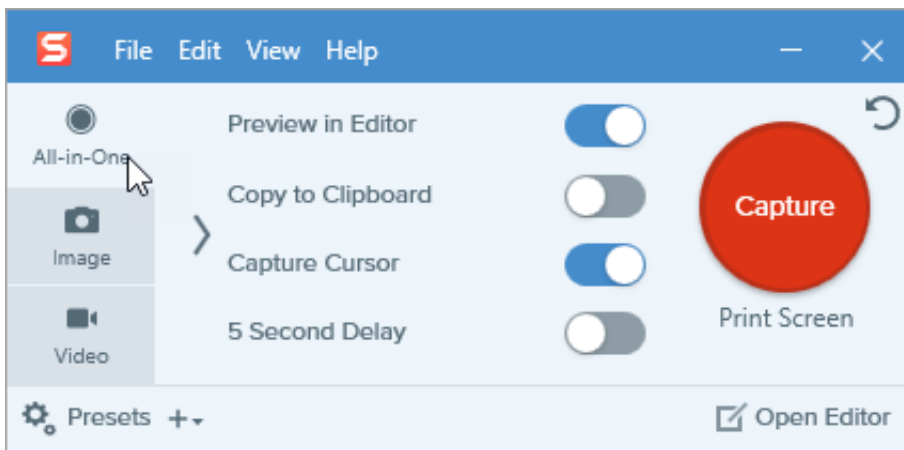 S File Edit View Help
All-in-One
Image
Video
Preview in Editor
Copy to Clipboard
Capture Cursor
5 Second Delay
Capture
Print Screen
Presets
Open Editor